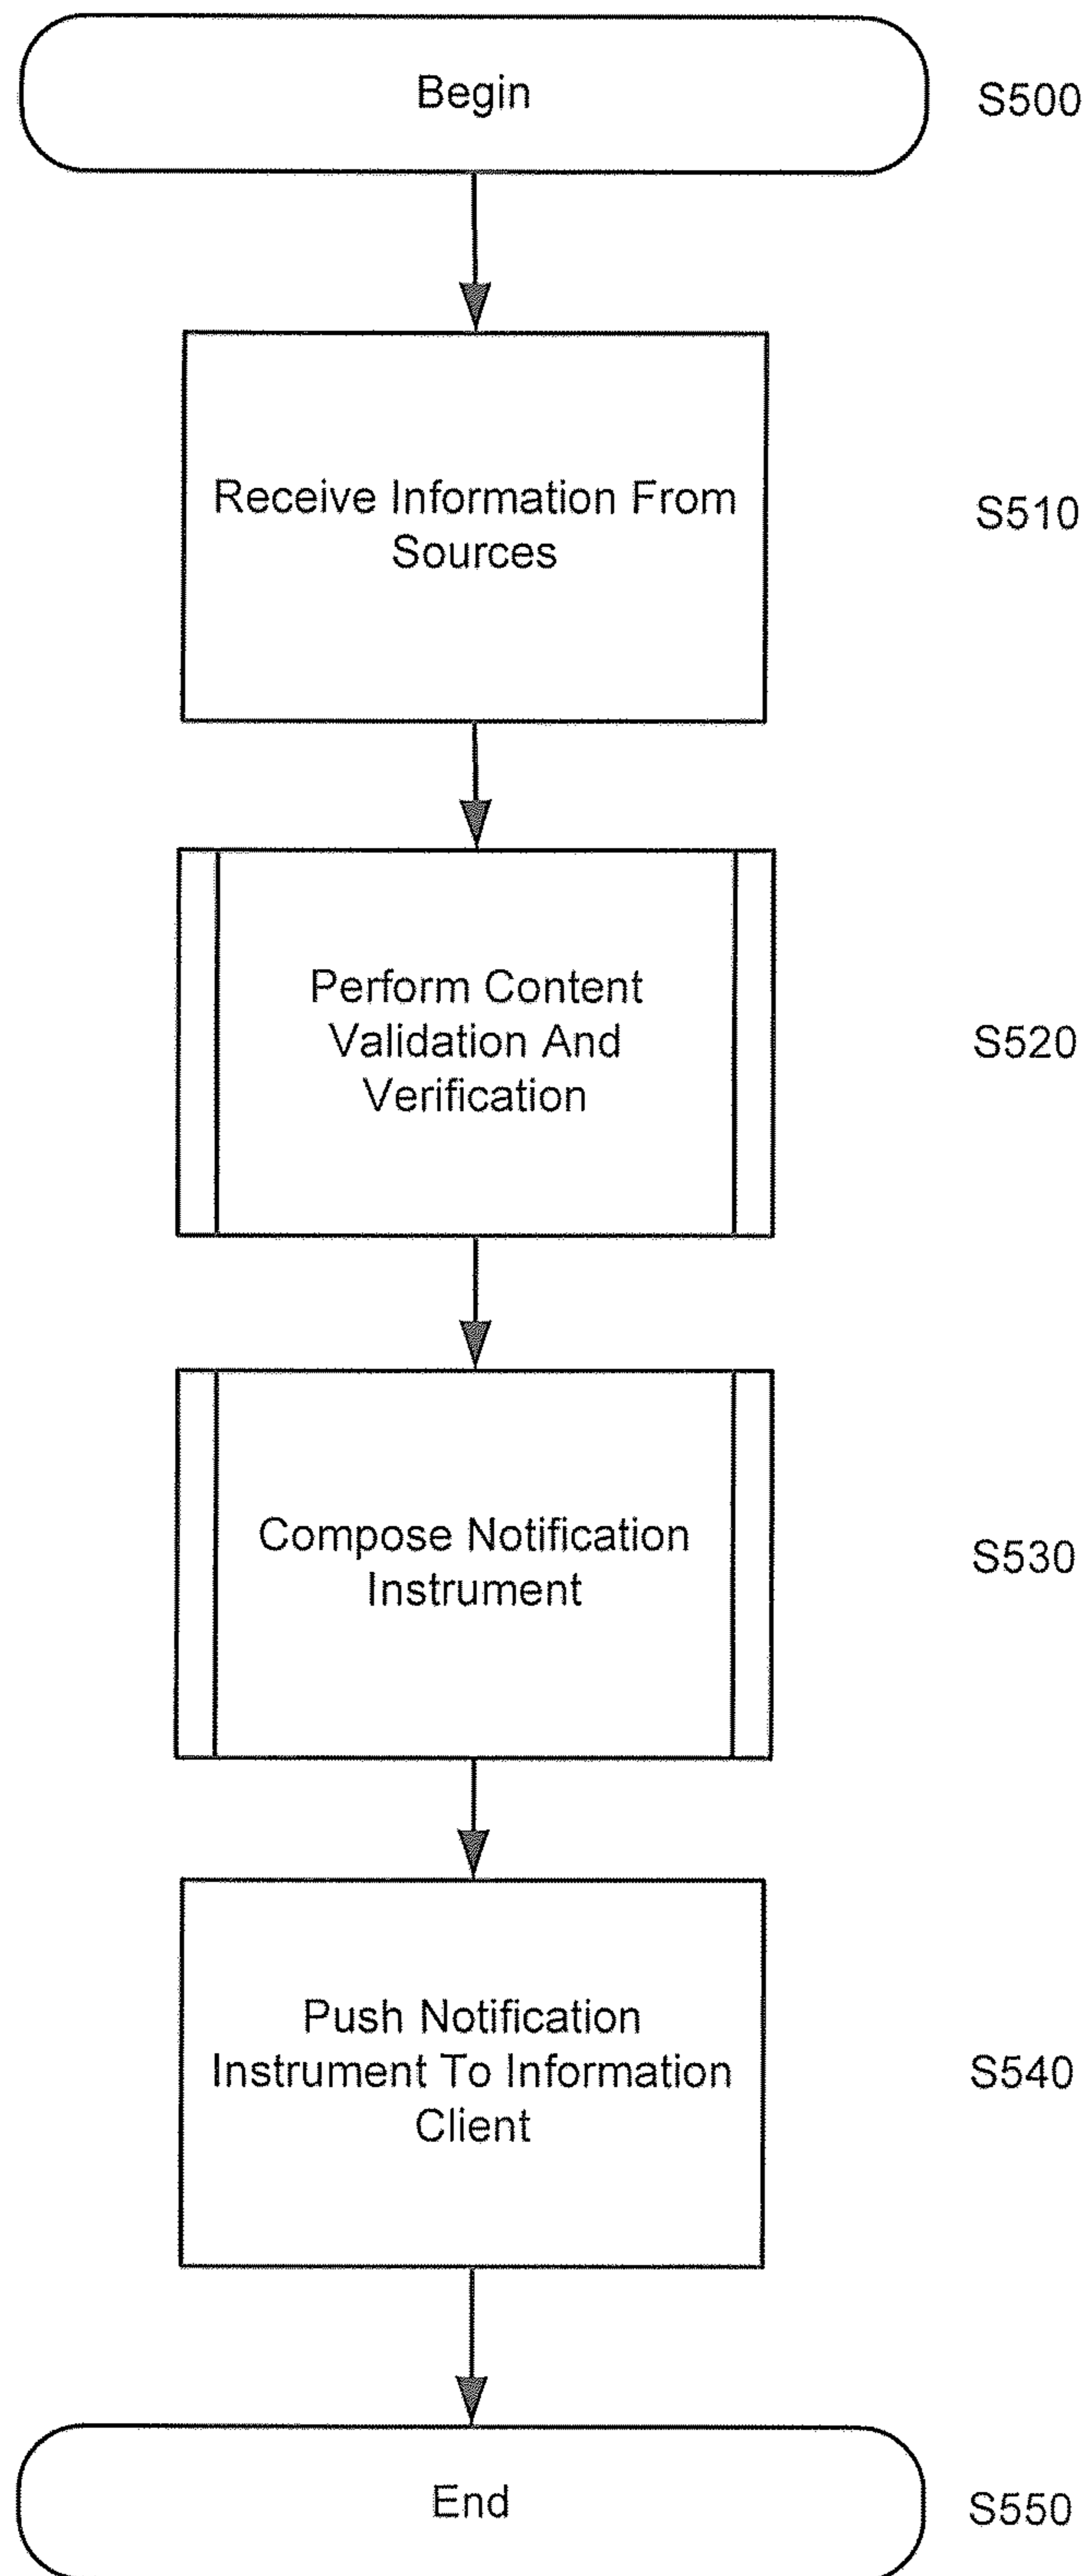 Begin
S500
Receive Information From
Sources
S510
Perform Content
Validation And
Verification
S520
Compose Notification
Instrument
S530
Push Notification
Instrument To Information
Client
S540
End
S550